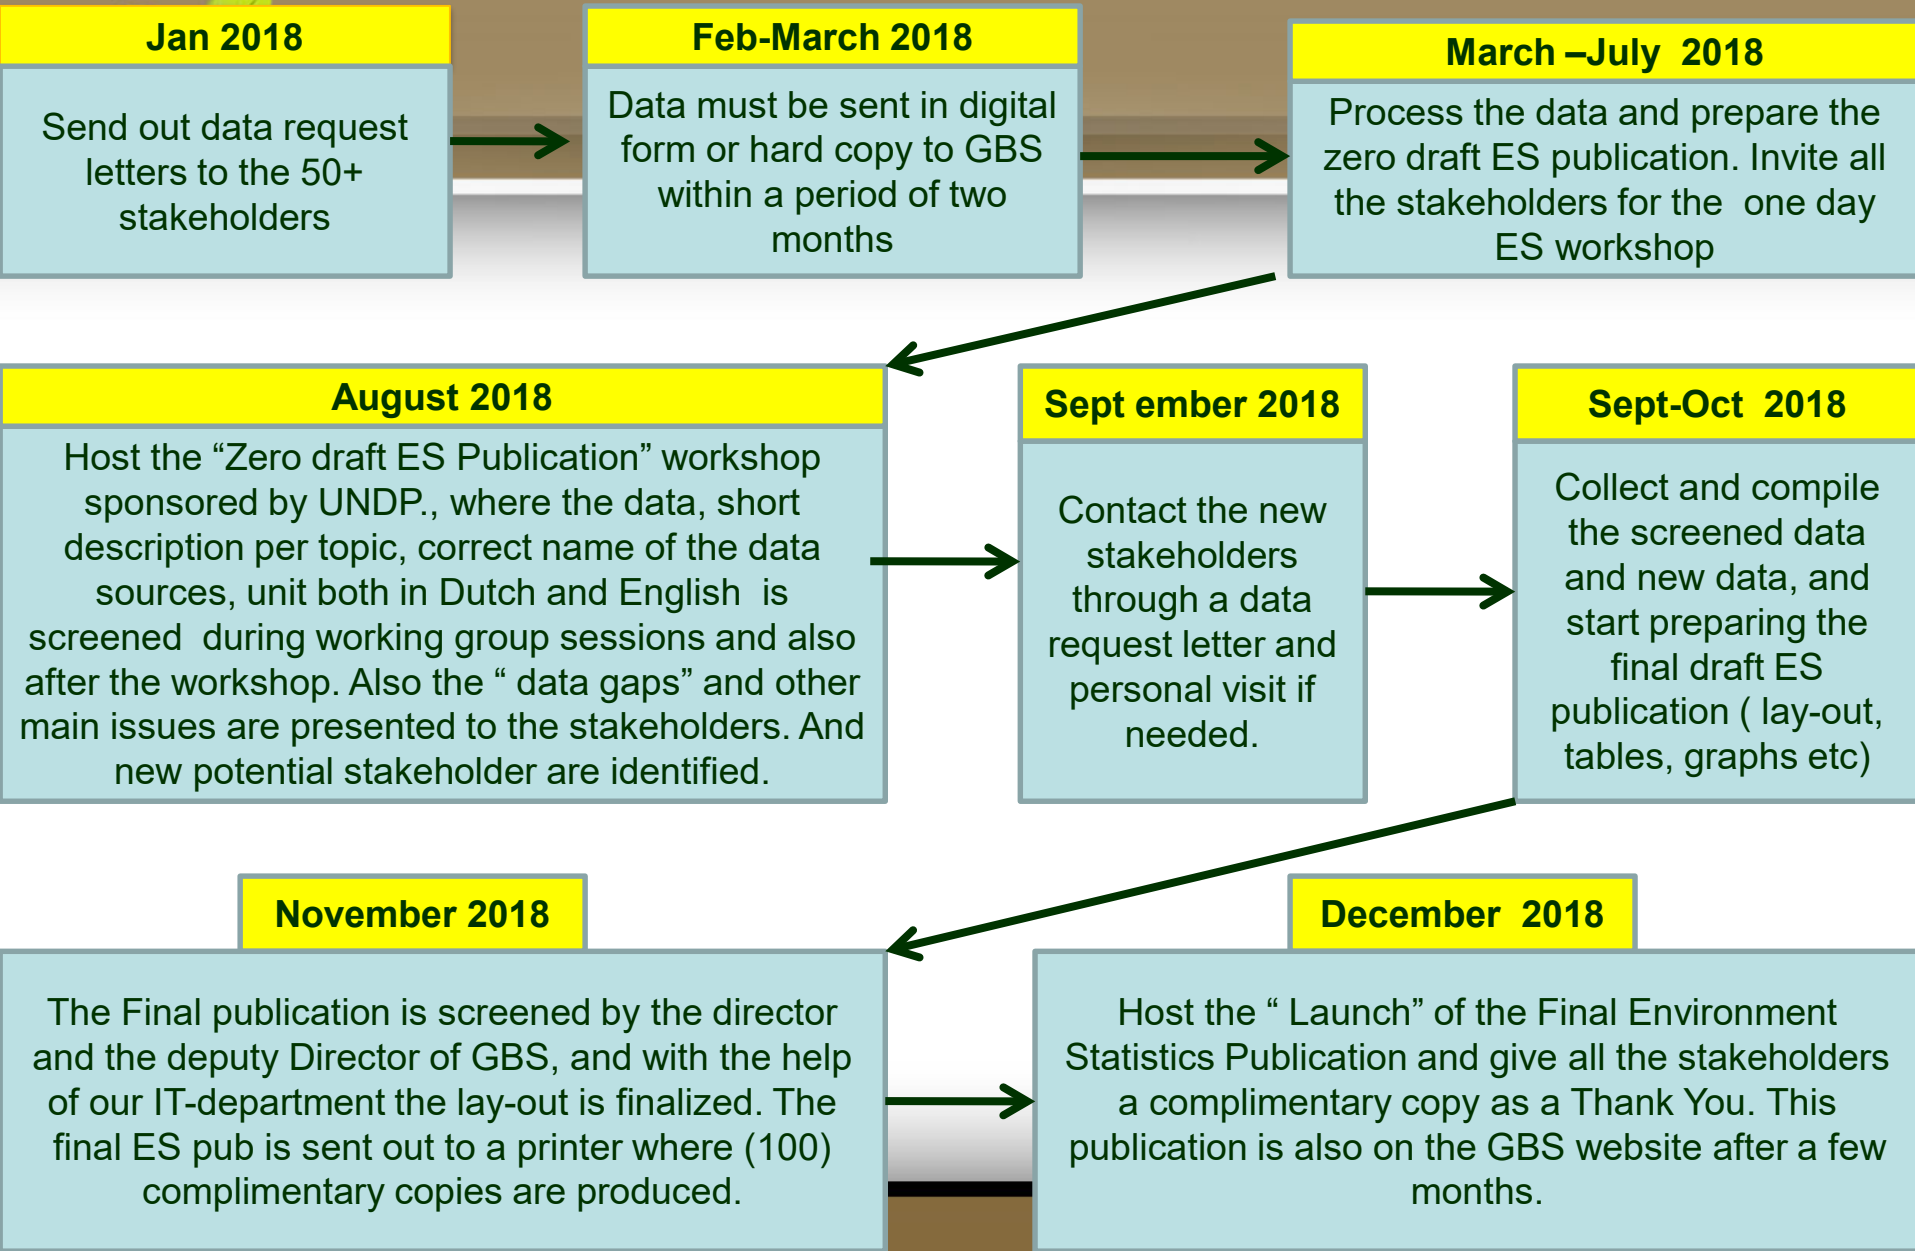 Jan 2018
Send out data request
letters to the 50+
stakeholders
Feb-March 2018
Data must be sent in digital
form or hard copy to GBS
within a period of two
months
March –July 2018
Process the data and prepare the
zero draft ES publication. Invite all
the stakeholders for the one day
ES workshop
August 2018
Host the “Zero draft ES Publication” workshop
sponsored by UNDP., where the data, short
description per topic, correct name of the data
sources, unit both in Dutch and English is
screened during working group sessions and also
after the workshop. Also the “ data gaps” and other
main issues are presented to the stakeholders. And
new potential stakeholder are identified.
Sept ember 2018
Contact the new
stakeholders
through a data
request letter and
personal visit if
needed.
Sept-Oct 2018
Collect and compile
the screened data
and new data, and
start preparing the
final draft ES
publication ( lay-out,
tables, graphs etc)
November 2018
The Final publication is screened by the director
and the deputy Director of GBS, and with the help
of our IT-department the lay-out is finalized. The
final ES pub is sent out to a printer where (100)
complimentary copies are produced.
December 2018
Host the “ Launch” of the Final Environment
Statistics Publication and give all the stakeholders
a complimentary copy as a Thank You. This
publication is also on the GBS website after a few
months.